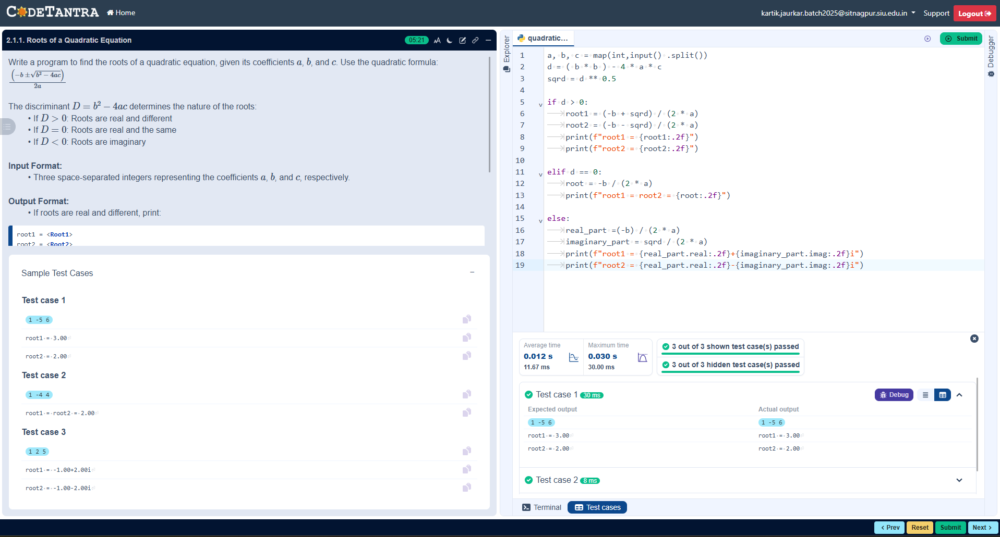 CODETANTRA
Home
kartik.jaurkar.batch2025@sitnagpur.siu.edu.in
Support
Logout
2.1.1. Roots of a Quadratic Equation
05:21
Write a program to find the roots of a quadratic equation, given its coefficients a, b, and c. Use the quadratic formula:
(−b ±√b² − 4ac)
2a
The discriminant D = b² − 4ac determines the nature of the roots:
• If D > 0: Roots are real and different
• If D = 0: Roots are real and the same
• If D < 0: Roots are imaginary
Input Format:
• Three space-separated integers representing the coefficients a, b, and c, respectively.
Output Format:
• If roots are real and different, print:
root1 = <Root1>
root2 = <Root2>
Sample Test Cases
Test case 1
1 -5 6
root1 = 3.00
root2 = 2.00
Test case 2
1 -4 4
root1 = root2 = 2.00
Test case 3
1 2 5
root1 = -1.00+2.00i
root2 = -1.00-2.00i
Explorer
quadratic...
Submit
Debugger
1 a, b, c = map(int,input() .split())
2 d = ( b * b ) - 4 * a * c
3 sqrd = d ** 0.5
4
5 if d > 0:
6 root1 = (-b + sqrd) / (2 * a)
7 root2 = (-b - sqrd) / (2 * a)
8 print(f"root1 = {root1:.2f}")
9 print(f"root2 = {root2:.2f}")
10
11 elif d == 0:
12 root = -b / (2 * a)
13 print(f"root1 = root2 = {root:.2f}")
14
15 else:
16 real_part =(-b) / (2 * a)
17 imaginary_part = sqrd / (2 * a)
18 print(f"root1 = {real_part.real:.2f}+{imaginary_part.imag:.2f}i")
19 print(f"root2 = {real_part.real:.2f}-{imaginary_part.imag:.2f}i")
Average time
0.012 s
11.67 ms
Maximum time
0.030 s
30.00 ms
3 out of 3 shown test case(s) passed
3 out of 3 hidden test case(s) passed
Test case 1 30 ms
Debug
Expected output
Actual output
1 -5 6
1 -5 6
root1 = 3.00
root1 = 3.00
root2 = 2.00
root2 = 2.00
Test case 2 8 ms
Terminal
Test cases
< Prev
Reset
Submit
Next >